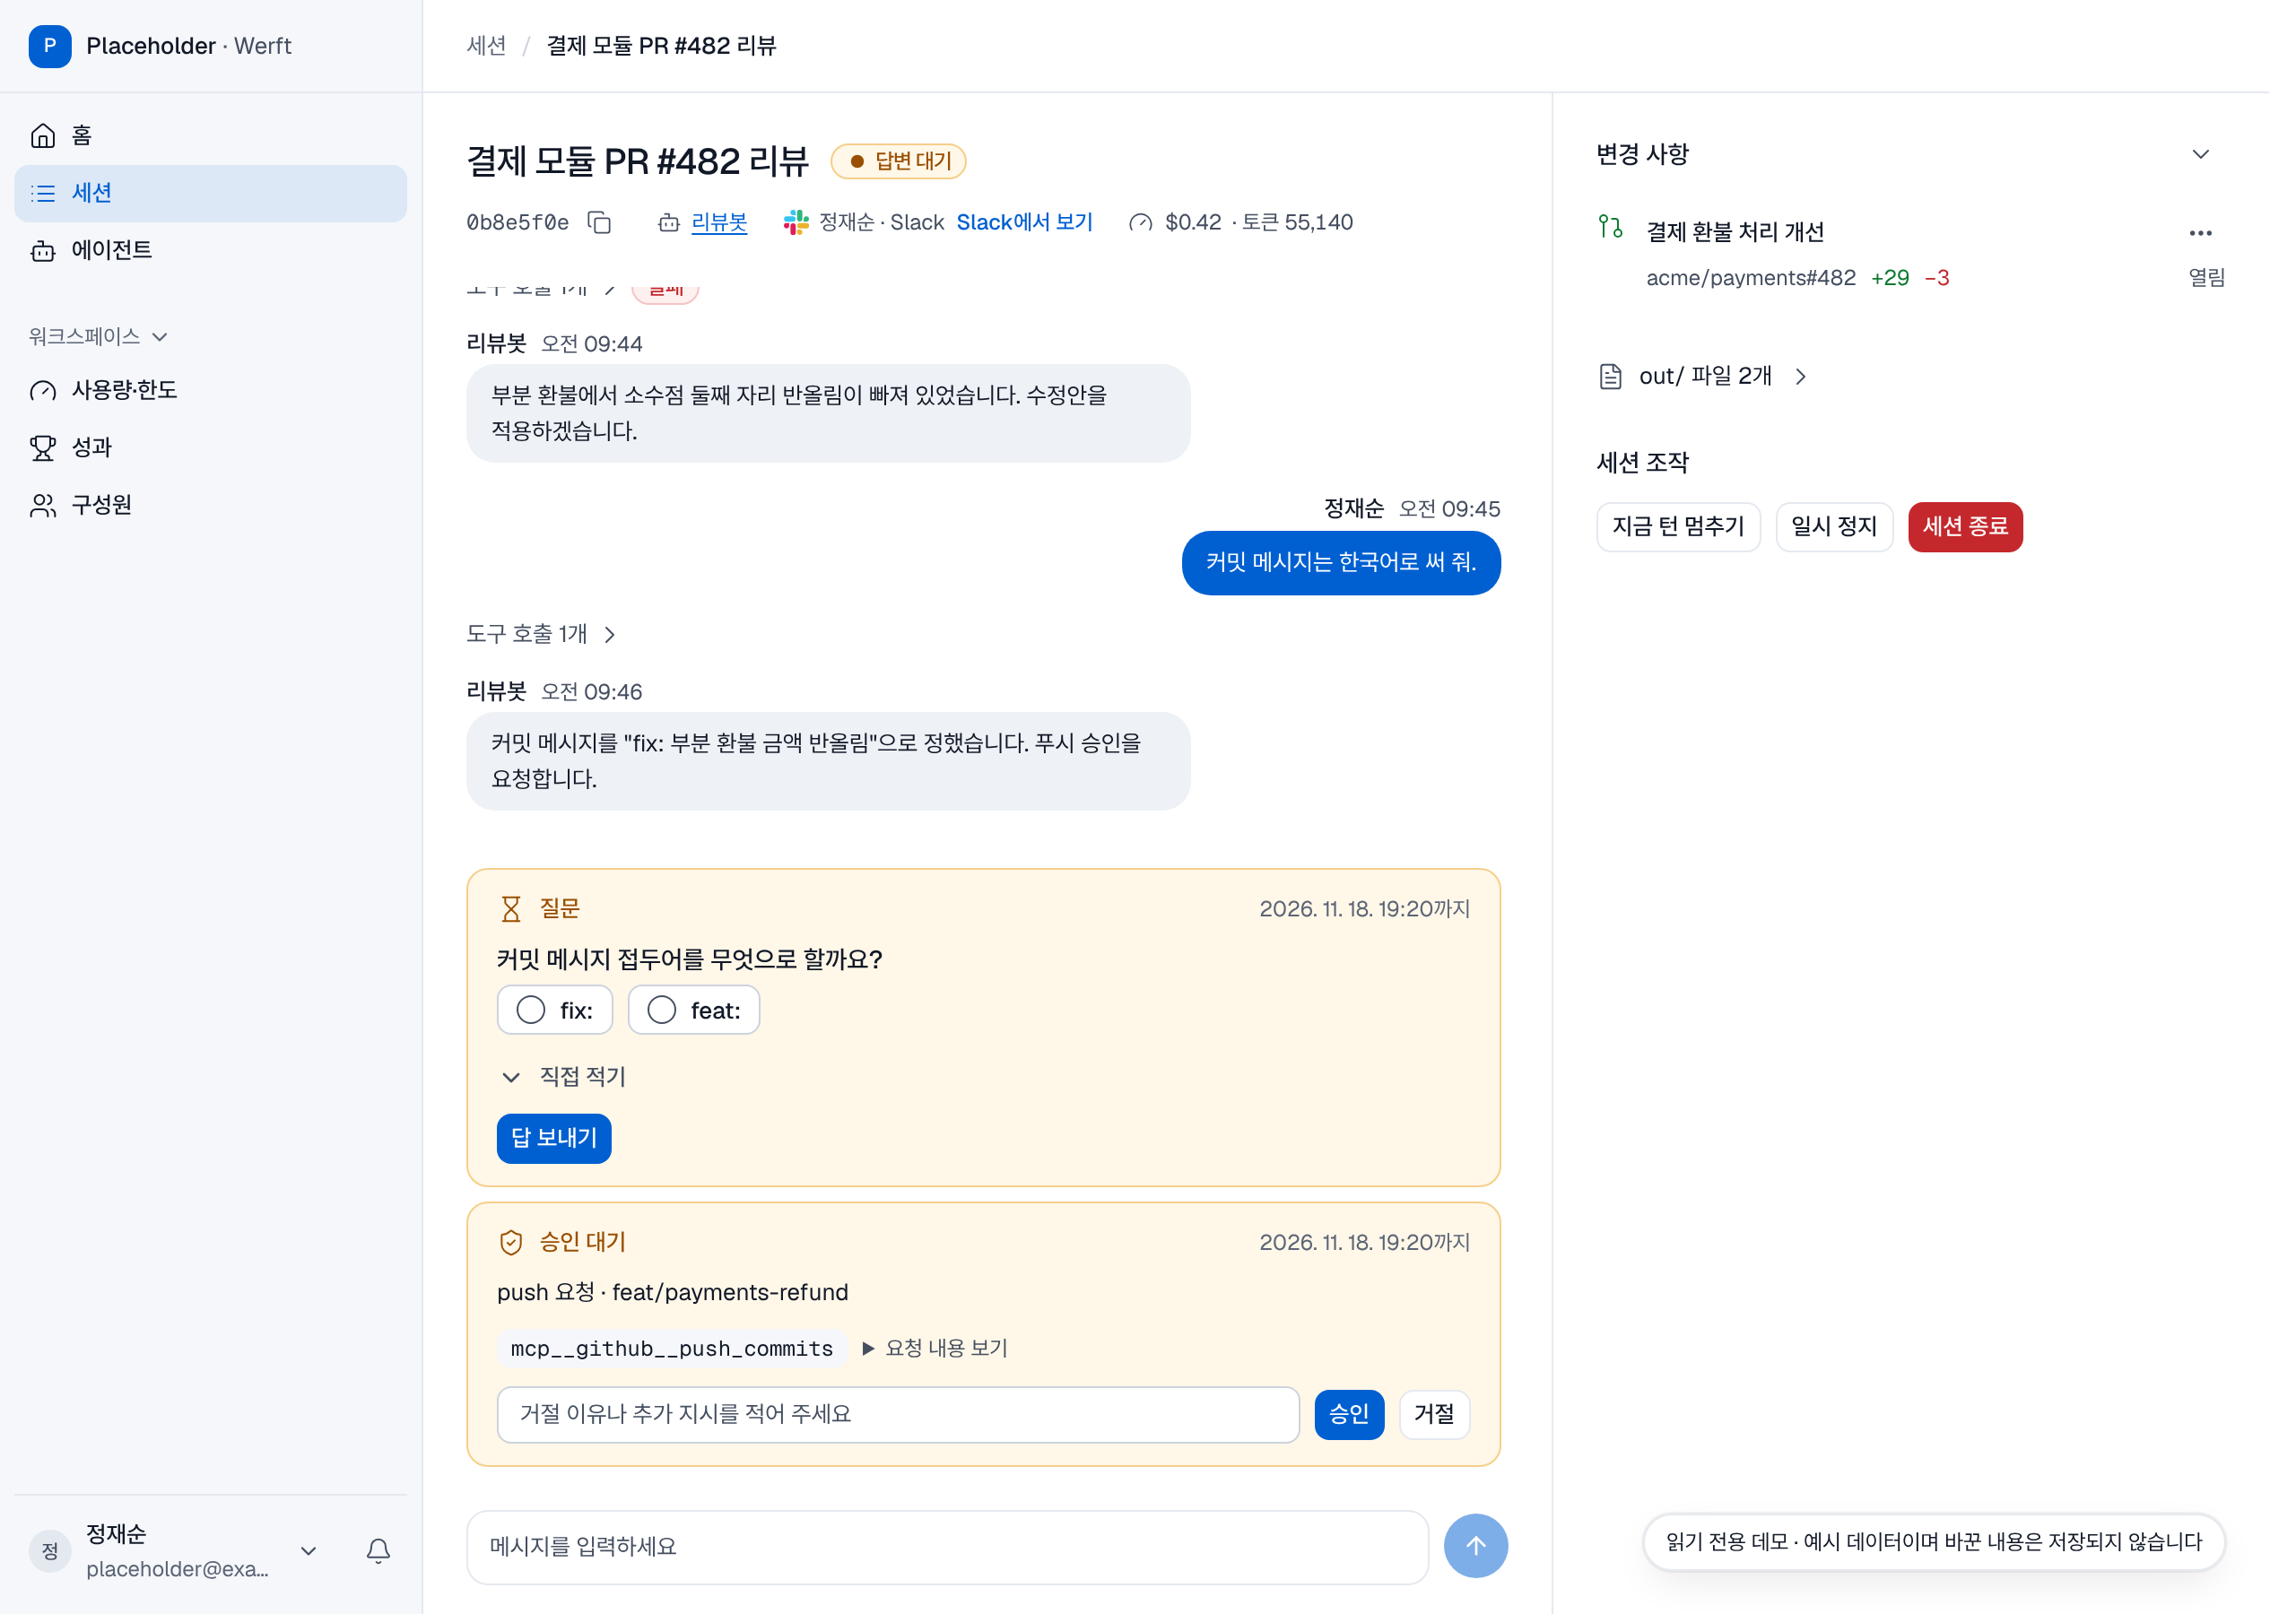 P
Placeholder · Werft
홈
세션
에이전트
워크스페이스
사용량·한도
성과
구성원
정
정재순
placeholder@exa...
세션 / 결제 모듈 PR #482 리뷰
결제 모듈 PR #482 리뷰
답변 대기
0b8e5f0e
리뷰봇
정재순 · Slack Slack에서 보기
$0.42 · 토큰 55,140
도구 호출 1개
리뷰봇 오전 09:44
부분 환불에서 소수점 둘째 자리 반올림이 빠져 있었습니다. 수정안을
적용하겠습니다.
정재순 오전 09:45
커밋 메시지는 한국어로 써 줘.
도구 호출 1개
리뷰봇 오전 09:46
커밋 메시지를 "fix: 부분 환불 금액 반올림"으로 정했습니다. 푸시 승인을
요청합니다.
질문
2026. 11. 18. 19:20까지
커밋 메시지 접두어를 무엇으로 할까요?
fix:
feat:
직접 적기
답 보내기
승인 대기
2026. 11. 18. 19:20까지
push 요청 · feat/payments-refund
mcp__github__push_commits
요청 내용 보기
거절 이유나 추가 지시를 적어 주세요
승인
거절
메시지를 입력하세요
변경 사항
결제 환불 처리 개선
acme/payments#482 +29 −3
열림
out/ 파일 2개
세션 조작
지금 턴 멈추기
일시 정지
세션 종료
읽기 전용 데모 · 예시 데이터이며 바꾼 내용은 저장되지 않습니다